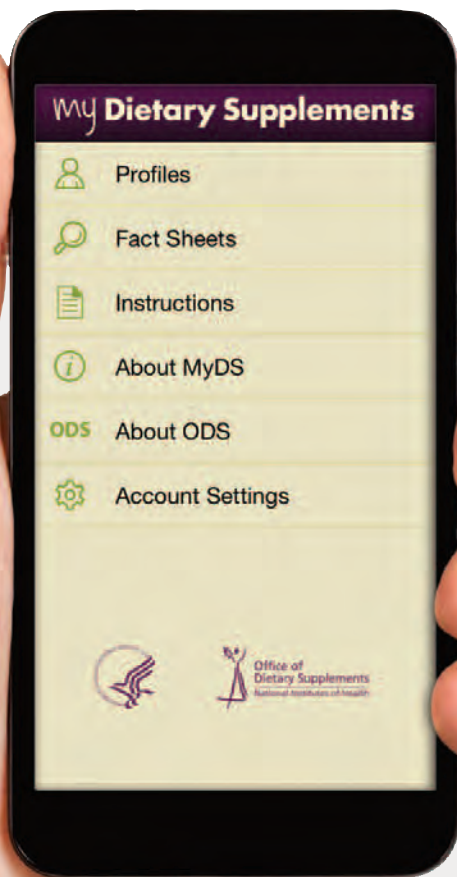 my Dietary Supplements
Profiles
Fact Sheets
Instructions
i About MyDS
ODS About ODS
Account Settings
Office of
Dietary Supplements
National Institutes of Health